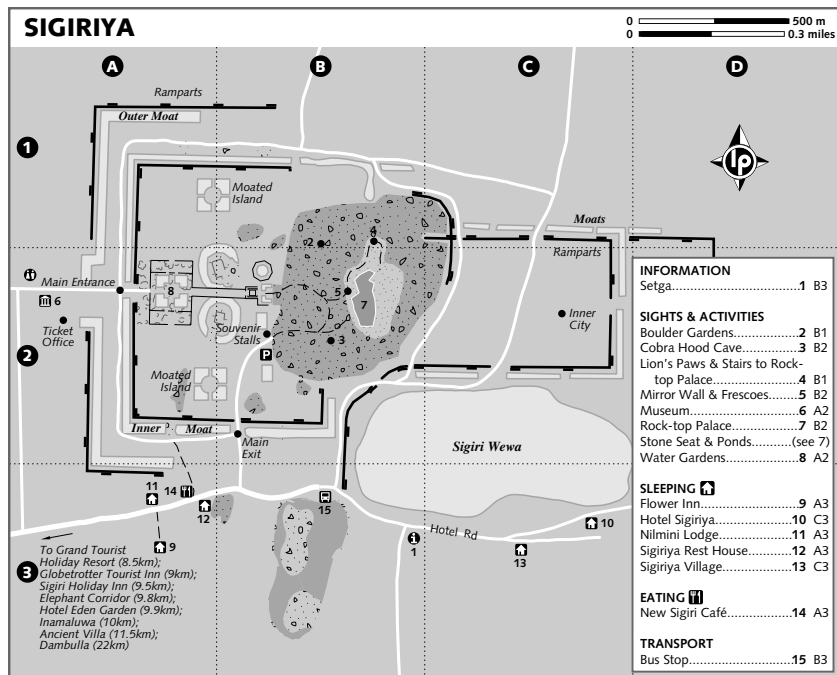 SIGIRIYA
0 500 m
0 0.3 miles
A
B
C
D
1
2
3
lp
Ramparts
Outer Moat
Moated
Island
2
4
Moats
Ramparts
Main Entrance
6
8
5
7
Ticket
Office
Souvenir
Stalls
P
3
Inner
City
Moated
Island
Inner Moat
Main
Exit
Sigiri Wewa
11
14
12
15
9
Hotel Rd
10
i
1
13
To Grand Tourist
Holiday Resort (8.5km);
Globetrotter Tourist Inn (9km);
Sigiri Holiday Inn (9.5km);
Elephant Corridor (9.8km);
Hotel Eden Garden (9.9km);
Inamaluwa (10km);
Ancient Villa (11.5km);
Dambulla (22km)
INFORMATION
Setga.......................1 B3
SIGHTS & ACTIVITIES
Boulder Gardens...............2 B1
Cobra Hood Cave..............3 B2
Lion's Paws & Stairs to Rock-
top Palace.....................4 B1
Mirror Wall & Frescoes.......5 B2
Museum........................6 A2
Rock-top Palace................7 B2
Stone Seat & Ponds.......(see 7)
Water Gardens.................8 A2
SLEEPING
Flower Inn.....................9 A3
Hotel Sigiriya.................10 C3
Nilmini Lodge.................11 A3
Sigiriya Rest House..........12 A3
Sigiriya Village...............13 C3
EATING
New Sigiri Café...............14 A3
TRANSPORT
Bus Stop.......................15 B3